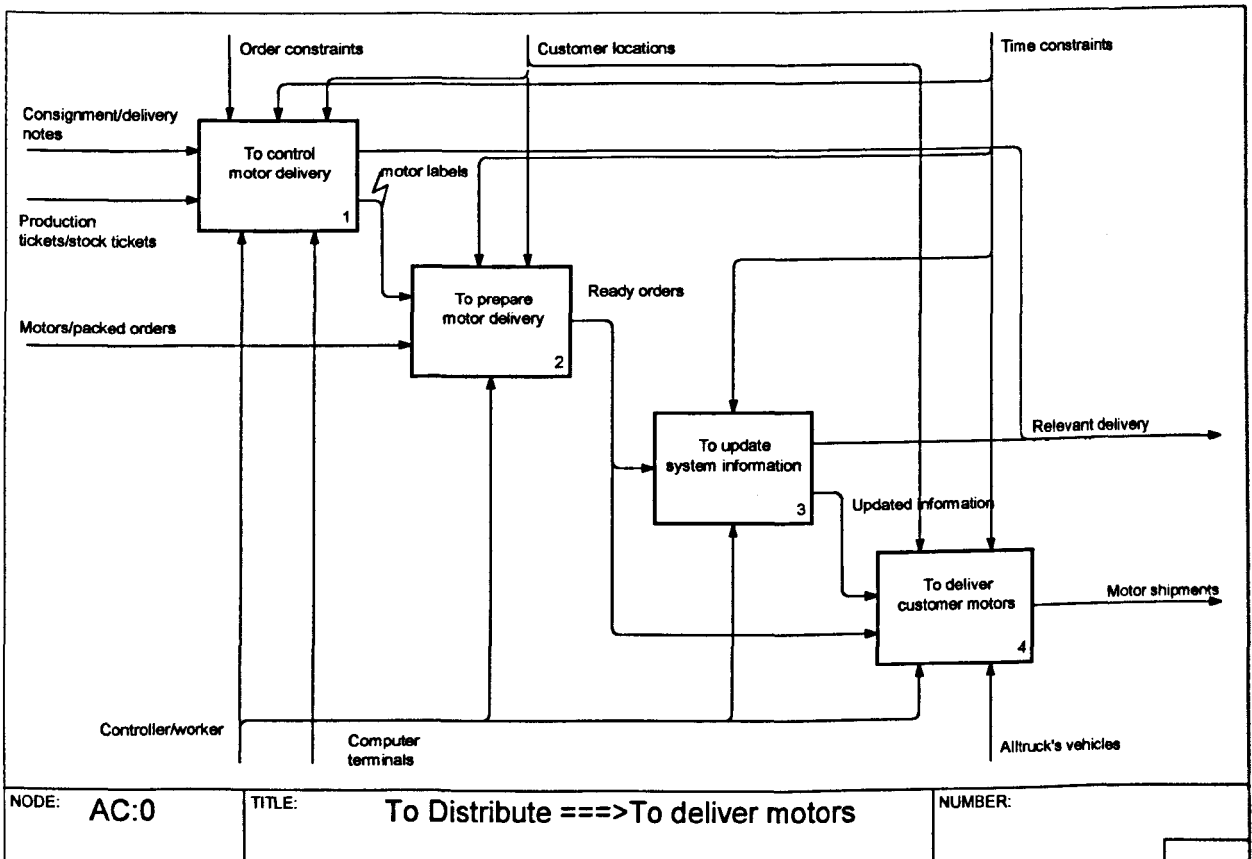 Order constraints
Customer locations
Time constraints
Consignment/delivery
notes
To control
motor delivery
1
motor labels
Production
tickets/stock tickets
To prepare
motor delivery
2
Ready orders
Motors/packed orders
To update
system information
3
Relevant delivery
Updated information
To deliver
customer motors
4
Motor shipments
Controller/worker
Computer
terminals
Alltruck's vehicles
NODE: AC:0
TITLE: To Distribute ===>To deliver motors
NUMBER: